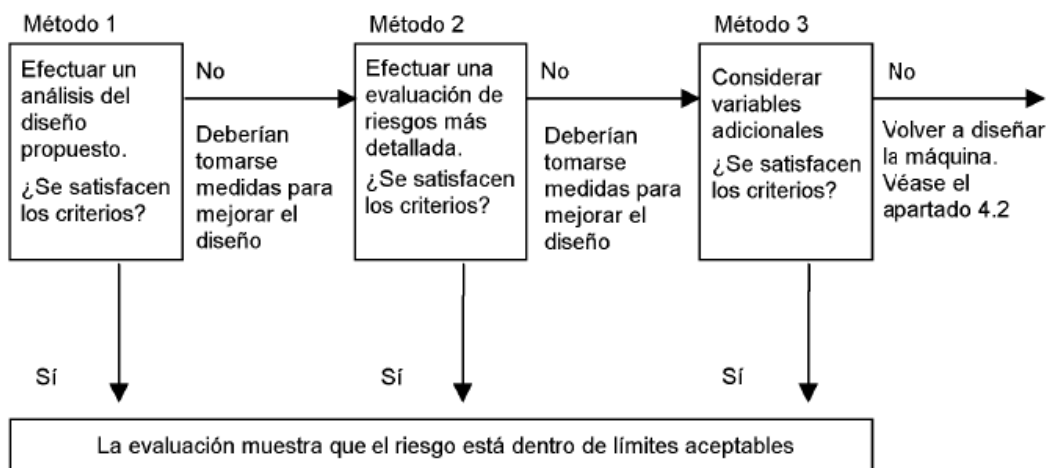 Método 1
Efectuar un
análisis del
diseño
propuesto.
¿Se satisfacen
los criterios?
No
Deberían
tomarse
medidas para
mejorar el
diseño
Sí
Método 2
Efectuar una
evaluación de
riesgos más
detallada.
¿Se satisfacen
los criterios?
No
Deberían
tomarse
medidas para
mejorar el
diseño
Sí
Método 3
Considerar
variables
adicionales
¿Se satisfacen
los criterios?
No
Volver a diseñar
la máquina.
Véase el
apartado 4.2
Sí
La evaluación muestra que el riesgo está dentro de límites aceptables